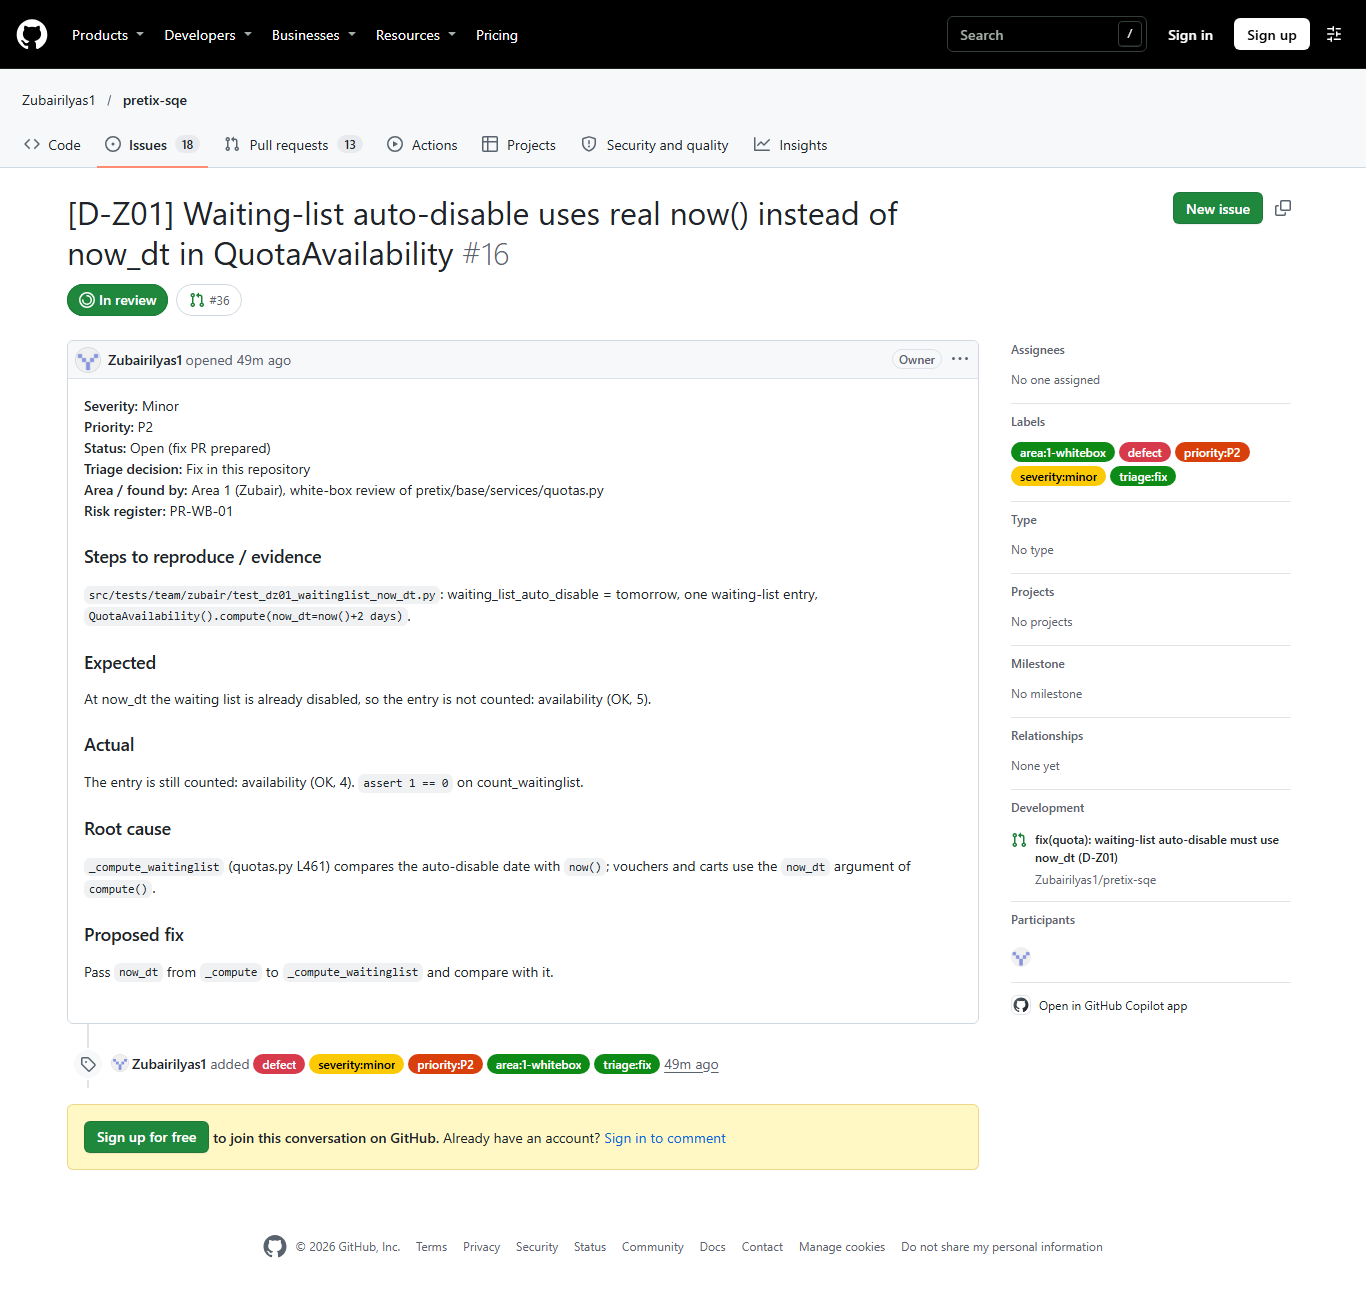 Products Developers Businesses Resources Pricing Search / Sign in Sign up
Zubairilyas1 / pretix-sqe
Code Issues 18 Pull requests 13 Actions Projects Security and quality Insights
[D-Z01] Waiting-list auto-disable uses real now() instead of
now_dt in QuotaAvailability #16
New issue
In review #36
Zubairilyas1 opened 49m ago Owner
Severity: Minor
Priority: P2
Status: Open (fix PR prepared)
Triage decision: Fix in this repository
Area / found by: Area 1 (Zubair), white-box review of pretix/base/services/quotas.py
Risk register: PR-WB-01
Steps to reproduce / evidence
src/tests/team/zubair/test_dz01_waitinglist_now_dt.py : waiting_list_auto_disable = tomorrow, one waiting-list entry,
QuotaAvailability().compute(now_dt=now()+2 days) .
Expected
At now_dt the waiting list is already disabled, so the entry is not counted: availability (OK, 5).
Actual
The entry is still counted: availability (OK, 4). assert 1 == 0 on count_waitinglist.
Root cause
_compute_waitinglist (quotas.py L461) compares the auto-disable date with now() ; vouchers and carts use the now_dt argument of
compute() .
Proposed fix
Pass now_dt from _compute to _compute_waitinglist and compare with it.
Zubairilyas1 added defect severity:minor priority:P2 area:1-whitebox triage:fix 49m ago
Sign up for free to join this conversation on GitHub. Already have an account? Sign in to comment
Assignees
No one assigned
Labels
area:1-whitebox defect priority:P2
severity:minor triage:fix
Type
No type
Projects
No projects
Milestone
No milestone
Relationships
None yet
Development
fix(quota): waiting-list auto-disable must use
now_dt (D-Z01)
Zubairilyas1/pretix-sqe
Participants
Open in GitHub Copilot app
© 2026 GitHub, Inc. Terms Privacy Security Status Community Docs Contact Manage cookies Do not share my personal information